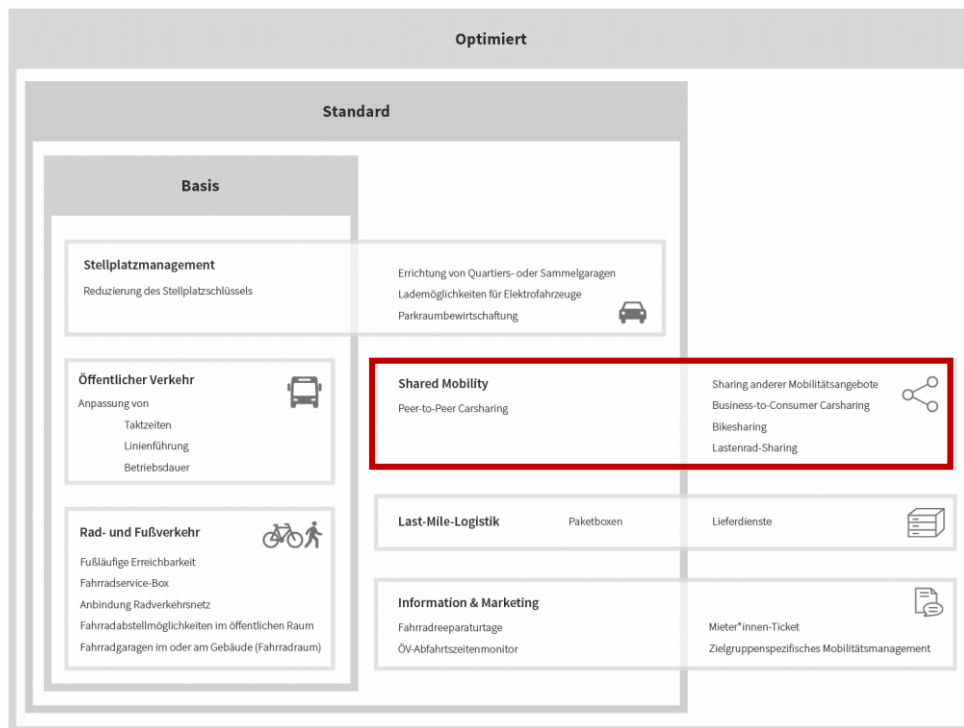 Optimiert
Standard
Basis
Stellplatzmanagement
Reduzierung des Stellplatzschlüssels
Errichtung von Quartiers- oder Sammelgaragen
Lademöglichkeiten für Elektrofahrzeuge
Parkraumbewirtschaftung
Öffentlicher Verkehr
Anpassung von
Taktzeiten
Linienführung
Betriebsdauer
Shared Mobility
Peer-to-Peer Carsharing
Sharing anderer Mobilitätsangebote
Business-to-Consumer Carsharing
Bikesharing
Lastenrad-Sharing
Rad- und Fußverkehr
Fußläufige Erreichbarkeit
Fahrradservice-Box
Anbindung Radverkehrsnetz
Fahrradabstellmöglichkeiten im öffentlichen Raum
Fahrradgaragen im oder am Gebäude (Fahrradraum)
Last-Mile-Logistik
Paketboxen
Lieferdienste
Information & Marketing
Fahrradreeparaturtage
ÖV-Abfahrtszeitenmonitor
Mieter*innen-Ticket
Zielgruppenspezifisches Mobilitätsmanagement